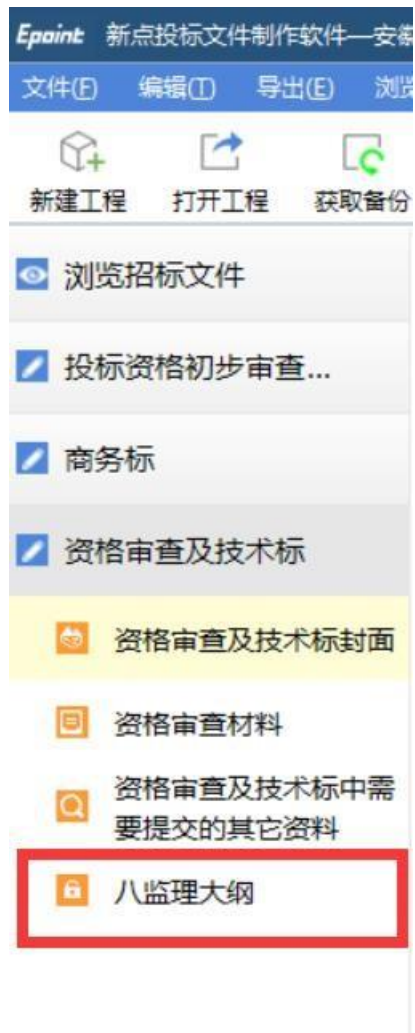 Epoint 新点投标文件制作软件—安徽
文件(F) 编辑(T) 导出(E) 浏览
新建工程 打开工程 获取备份
浏览招标文件
投标资格初步审查...
商务标
资格审查及技术标
资格审查及技术标封面
资格审查材料
资格审查及技术标中需
要提交的其它资料
八监理大纲